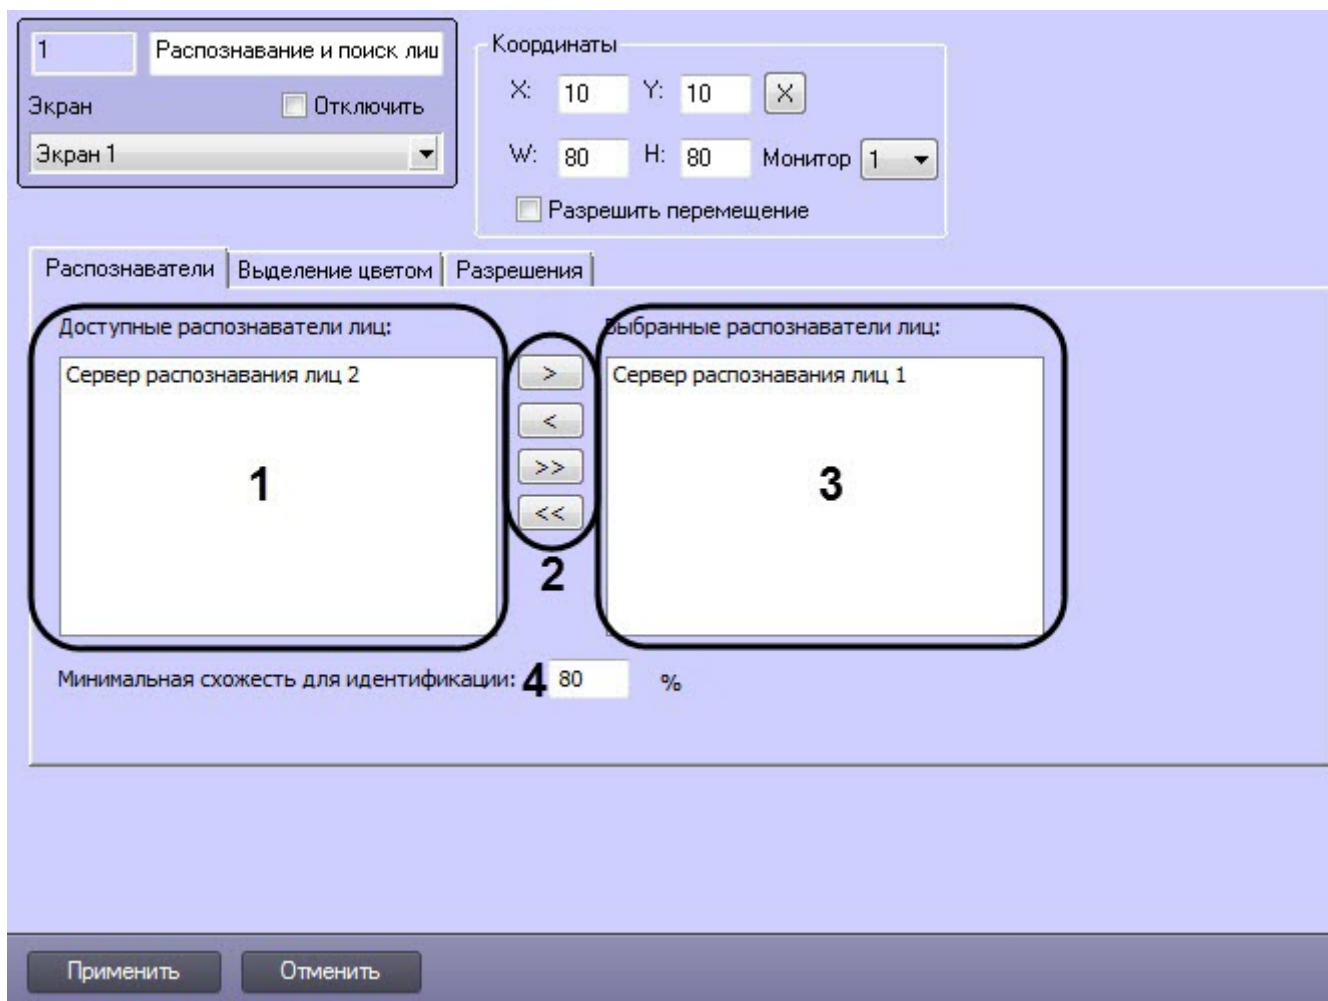 1
Распознавание и поиск лиц
Экран
Отключить
Экран 1
Координаты
X: 10 Y: 10 X
W: 80 H: 80 Монитор 1
Разрешить перемещение
Распознаватели Выделение цветом Разрешения
Доступные распознаватели лиц:
Сервер распознавания лиц 2
1
>
<
>>
<<
2
Выбранные распознаватели лиц:
Сервер распознавания лиц 1
3
Минимальная схожесть для идентификации: 4 80 %
Применить Отменить